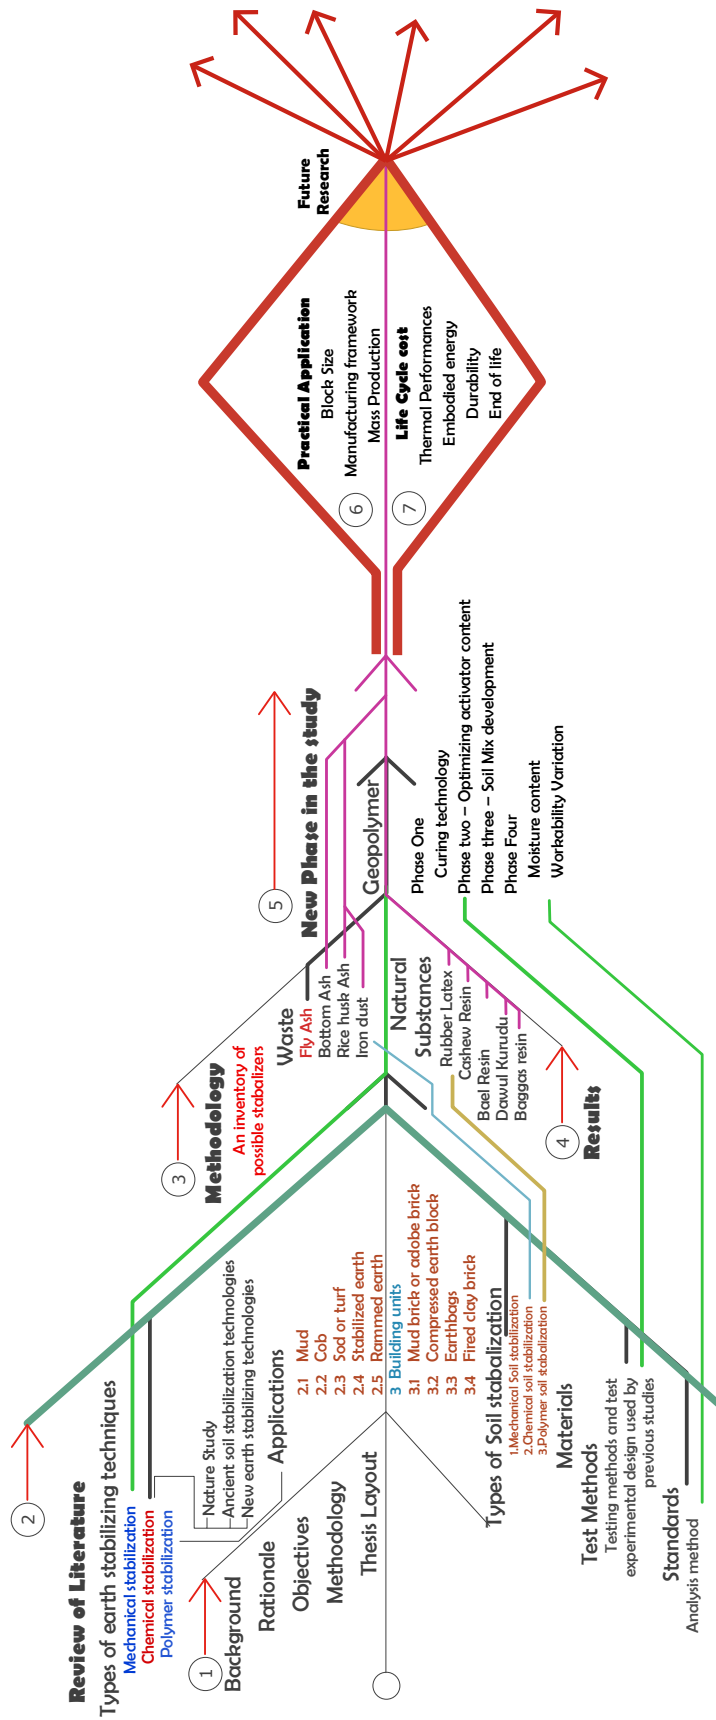 1
Background
Rationale
Objectives
Methodology
Thesis Layout
2
Review of Literature
Types of earth stabilizing techniques
Mechanical stabilization
Chemical stabilization
Polymer stabilization
Nature Study
Ancient soil stabilization technologies
New earth stabilizing technologies
Applications
2.1 Mud
2.2 Cob
2.3 Sod or turf
2.4 Stabilized earth
2.5 Rammed earth
3 Building units
3.1 Mud brick or adobe brick
3.2 Compressed earth block
3.3 Earthbags
3.4 Fired clay brick
Types of Soil stabalization
1.Mechanical Soil stabilization
2.Chemical soil stebilization
3.Polymer soil stabalization
Materials
Test Methods
Testing methods and test
experimental design used by
previous studies
Standards
Analysis method
3
Methodology
An inventory of
possible stabalizers
Waste
Fly Ash
Bottom Ash
Rice husk Ash
Iron dust
Natural
Substances
Rubber Latex
Cashew Resin
Bael Resin
Dawul Kurudu
Baggas resin
4
Results
5
New Phase in the study
Geopolymer
Phase One
Curing technology
Phase two – Optimizing activator content
Phase three – Soil Mix development
Phase Four
Moisture content
Workability Variation
6
Practical Application
Block Size
Manufacturing framework
Mass Production
7
Life Cycle cost
Thermal Performances
Embodied energy
Durability
End of life
Future
Research